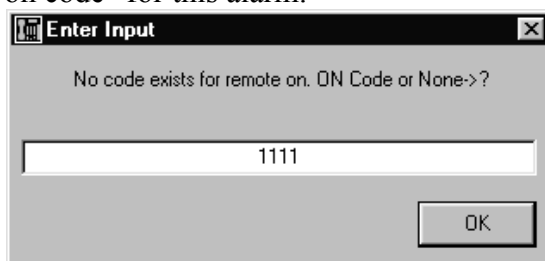 on code" for this alarm.
Enter Input
No code exists for remote on. ON Code or None->?
1111
OK